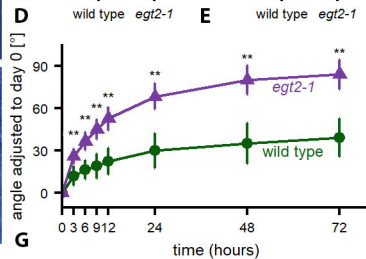 D wild type egt2-1 E wild type egt2-1
angle adjusted to day 0 [°]
90
60
30
0
** ** ** ** ** ** **
egt2-1
wild type
0 3 6 9 12 24 48 72
time (hours)
G